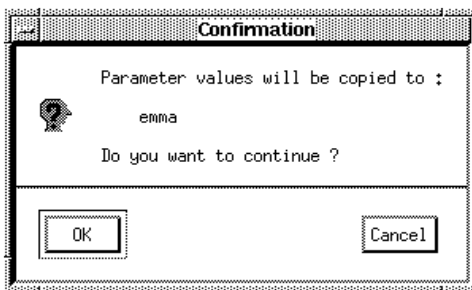 Confirmation
Parameter values will be copied to :
emma
Do you want to continue ?
OK
Cancel